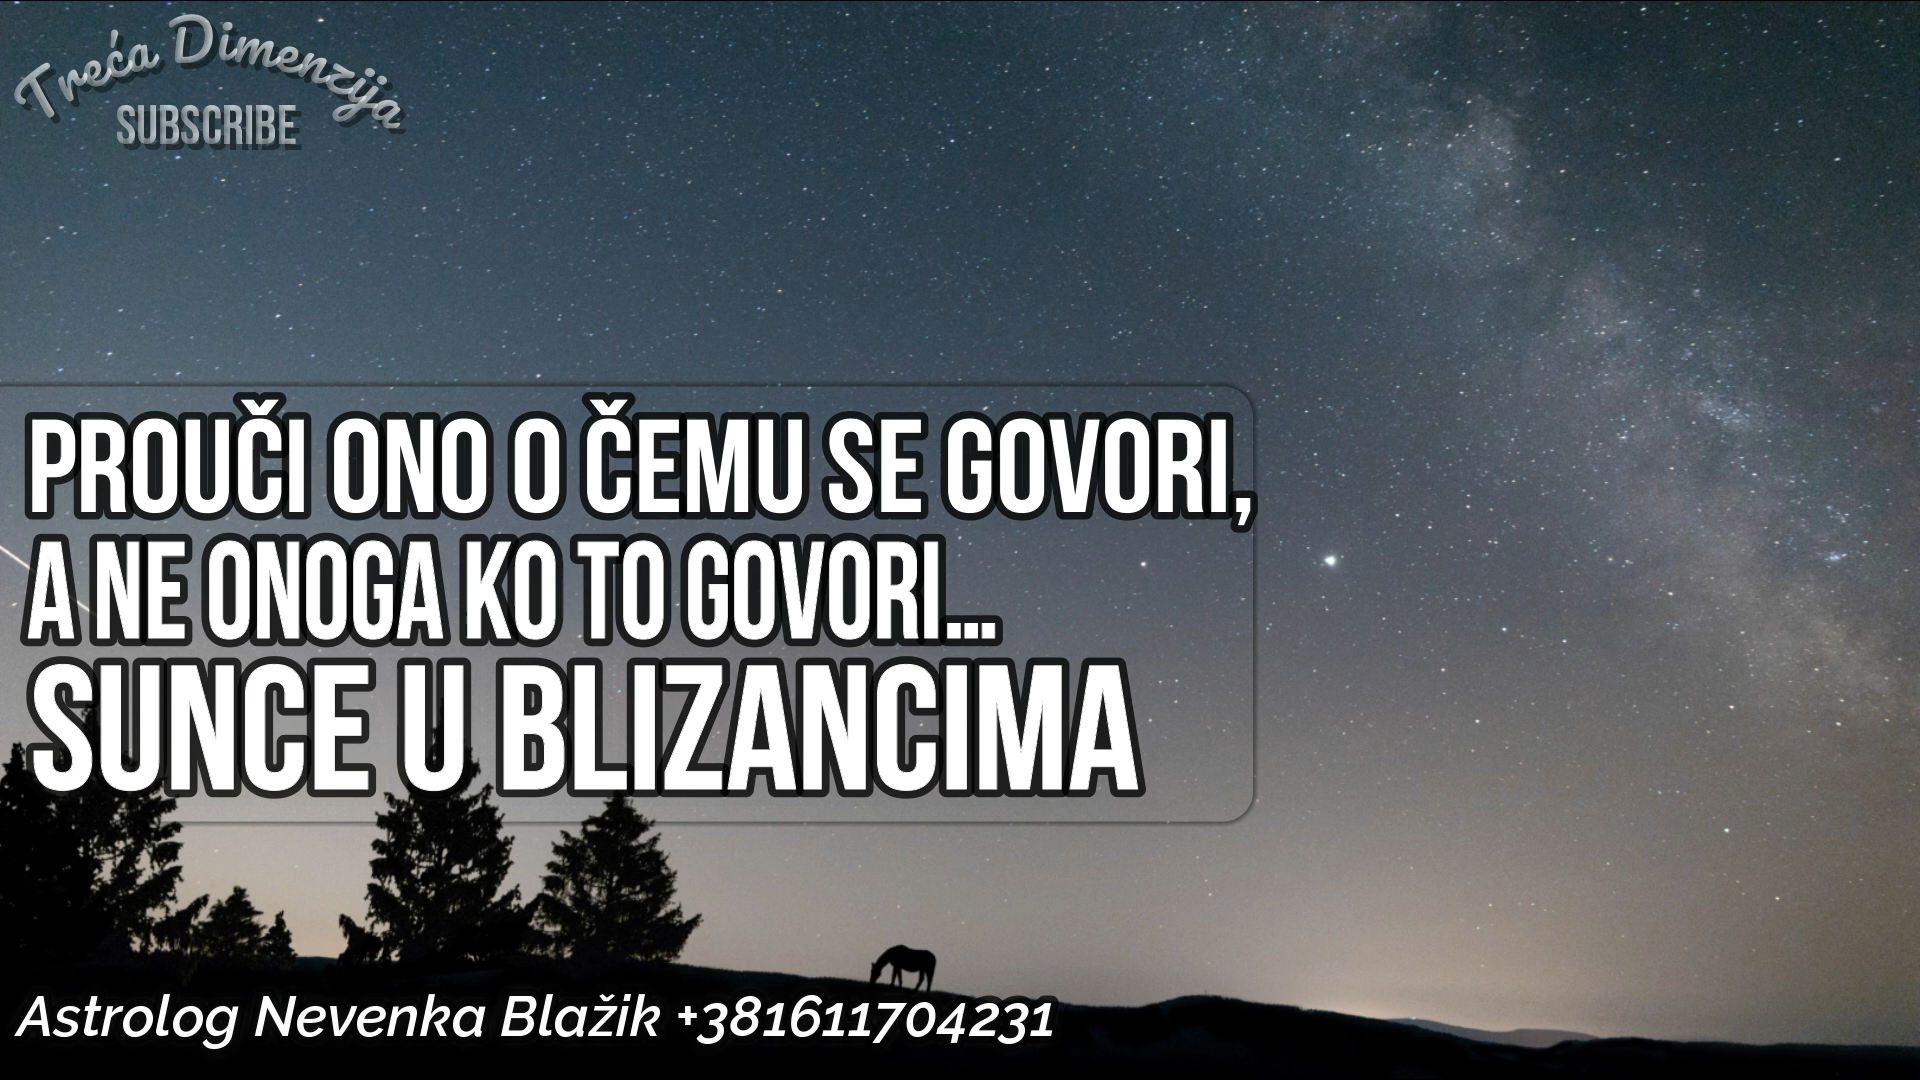 Treća Dimenzija
SUBSCRIBE
PROUČI ONO O ČEMU SE GOVORI,
A NE ONOGA KO TO GOVORI...
SUNCE U BLIZANCIMA
Astrolog Nevenka Blažik +381611704231